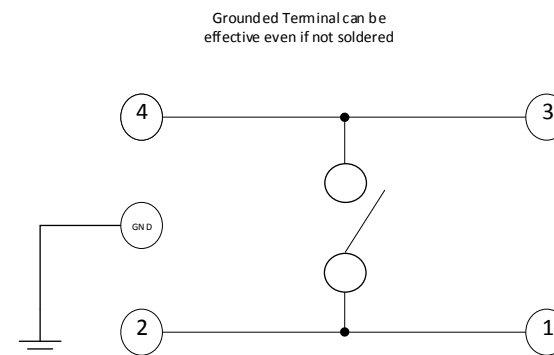 Grounded Terminal can be
effective even if not soldered
4
3
GND
2
1